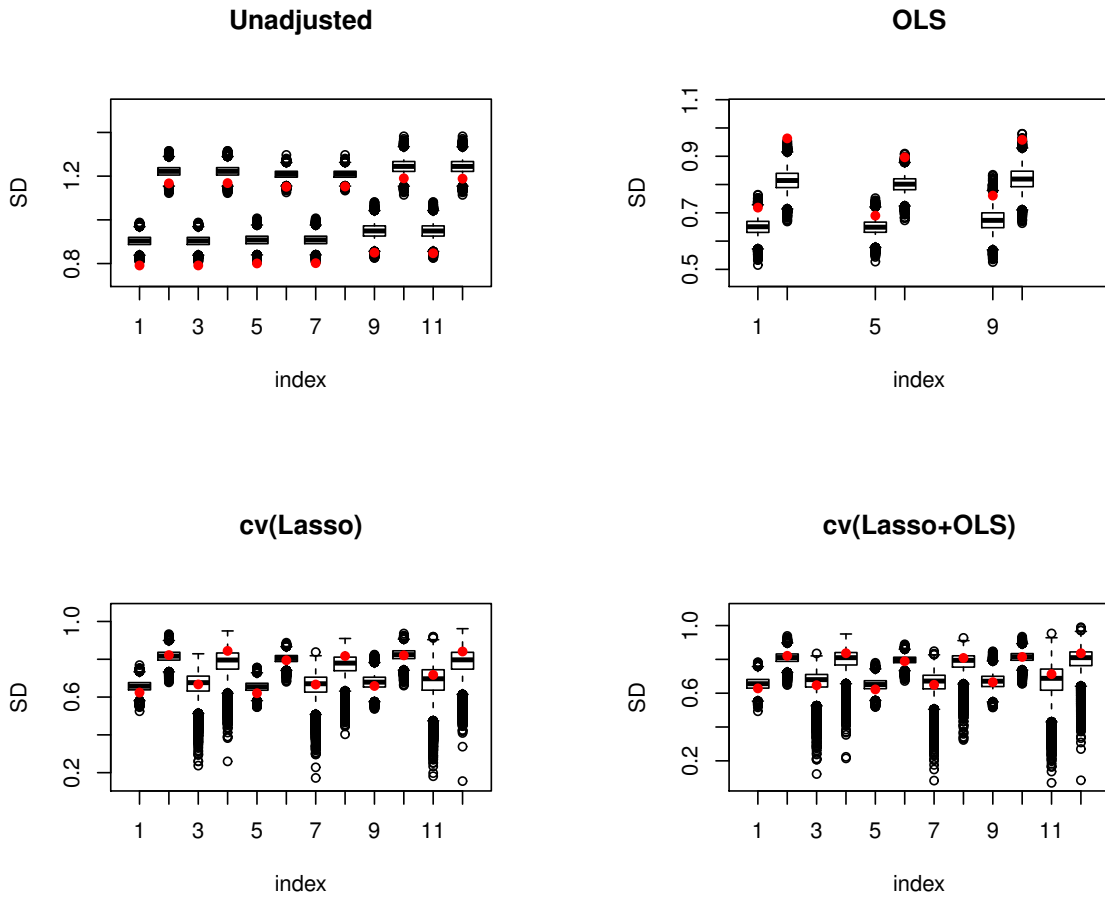 Unadjusted
SD
0.8
1.2
1 3 5 7 9 11
index
OLS
SD
0.5 0.7 0.9 1.1
1 5 9
index
cv(Lasso)
SD
0.2 0.6 1.0
1 3 5 7 9 11
index
cv(Lasso+OLS)
SD
0.2 0.6 1.0
1 3 5 7 9 11
index